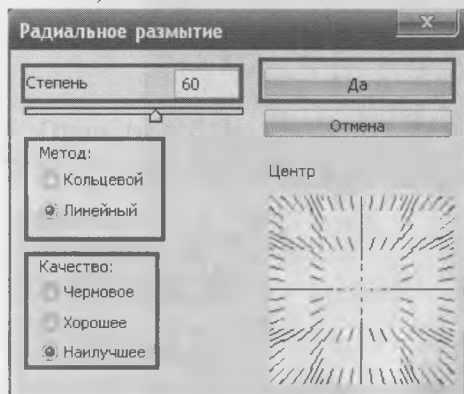 Радиальное размытие
x
Степень 60
Да
Отмена
Метод:
Кольцевой
Линейный
Центр
Качество:
Черновое
Хорошее
Наилучшее